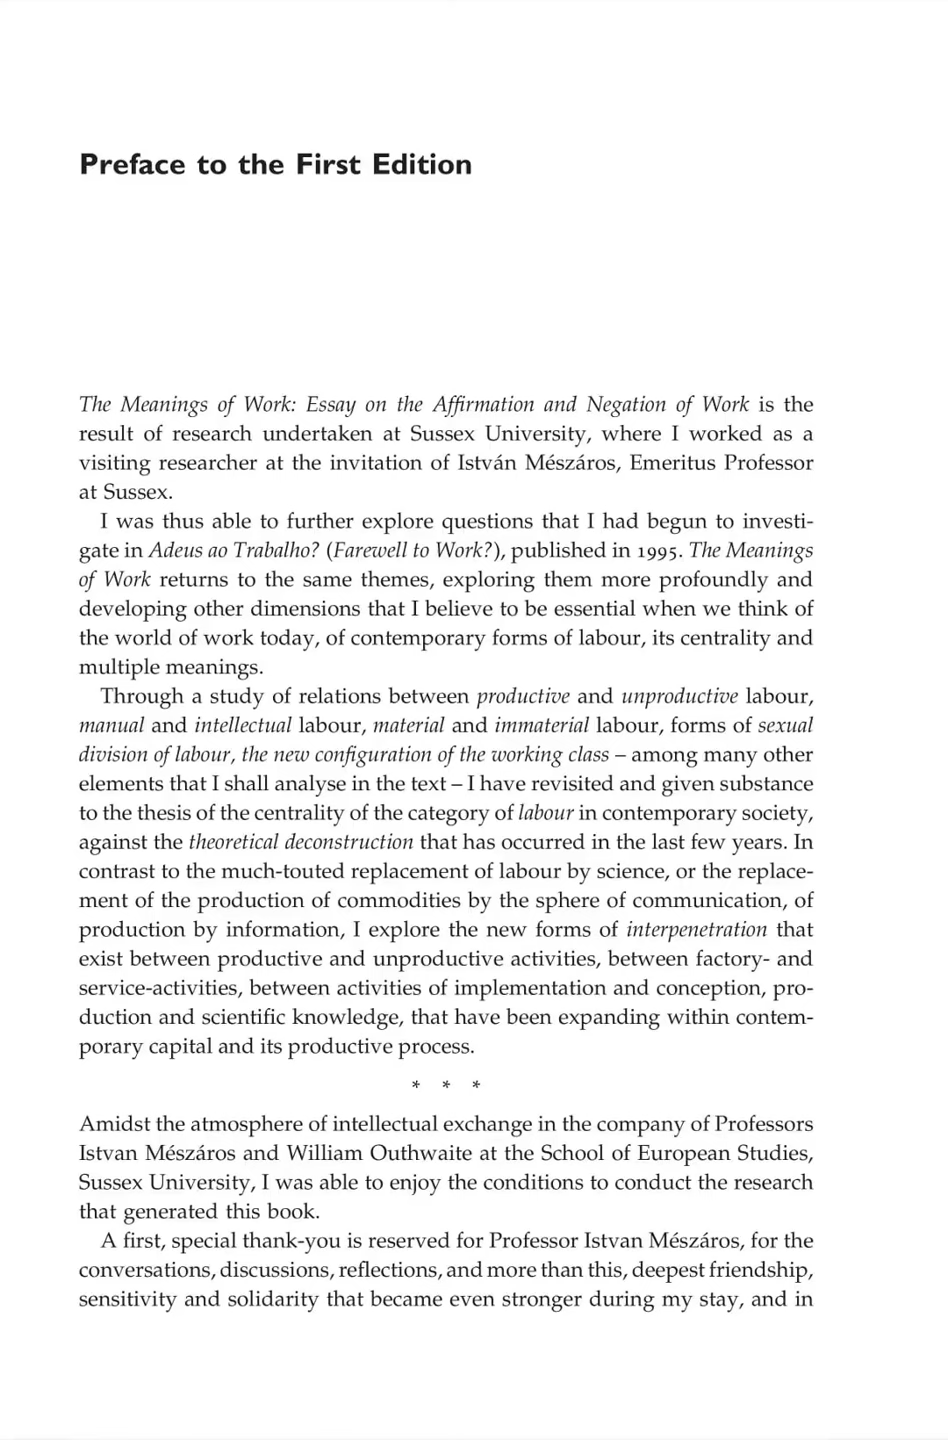 Preface to the First Edition
The Meanings of Work: Essay on the Affirmation and Negation of Work is the
result of research undertaken at Sussex University, where I worked as a
visiting researcher at the invitation of István Mészáros, Emeritus Professor
at Sussex.
I was thus able to further explore questions that I had begun to investi-
gate in Adeus ao Trabalho? (Farewell to Work?), published in 1995. The Meanings
of Work returns to the same themes, exploring them more profoundly and
developing other dimensions that I believe to be essential when we think of
the world of work today, of contemporary forms of labour, its centrality and
multiple meanings.
Through a study of relations between productive and unproductive labour,
manual and intellectual labour, material and immaterial labour, forms of sexual
division of labour, the new configuration of the working class – among many other
elements that I shall analyse in the text – I have revisited and given substance
to the thesis of the centrality of the category of labour in contemporary society,
against the theoretical deconstruction that has occurred in the last few years. In
contrast to the much-touted replacement of labour by science, or the replace-
ment of the production of commodities by the sphere of communication, of
production by information, I explore the new forms of interpenetration that
exist between productive and unproductive activities, between factory- and
service-activities, between activities of implementation and conception, pro-
duction and scientific knowledge, that have been expanding within contem-
porary capital and its productive process.
* * *
Amidst the atmosphere of intellectual exchange in the company of Professors
Istvan Mészáros and William Outhwaite at the School of European Studies,
Sussex University, I was able to enjoy the conditions to conduct the research
that generated this book.
A first, special thank-you is reserved for Professor Istvan Mészáros, for the
conversations, discussions, reflections, and more than this, deepest friendship,
sensitivity and solidarity that became even stronger during my stay, and in